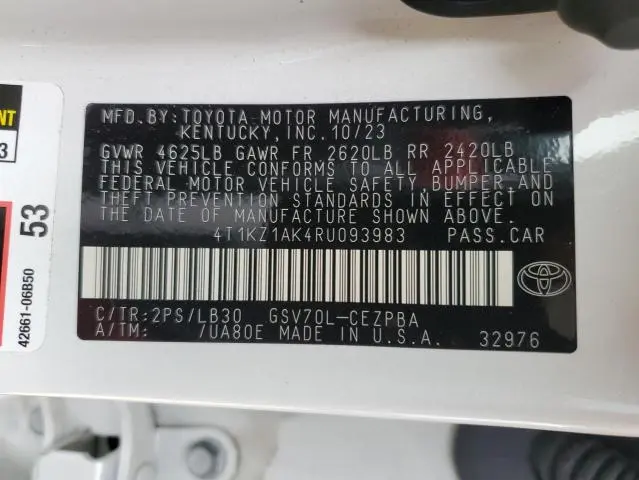 MFD.BY:TOYOTA MOTOR MANUFACTURING,
KENTUCKY,INC.10/23
GVWR 4625LB GAWR FR 2620LB RR 2420LB
THIS VEHICLE CONFORMS TO ALL APPLICABLE
FEDERAL MOTOR VEHICLE SAFETY,BUMPER,AND
THEFT PREVENTION STANDARDS IN EFFECT ON
THE DATE OF MANUFACTURE SHOWN ABOVE.
4T1KZ1AK4RU093983 PASS.CAR
C/TR:2PS/LB30 GSV70L-CEZPBA
A/TM: /UA80E MADE IN U.S.A. 32976
53
42661-06B50